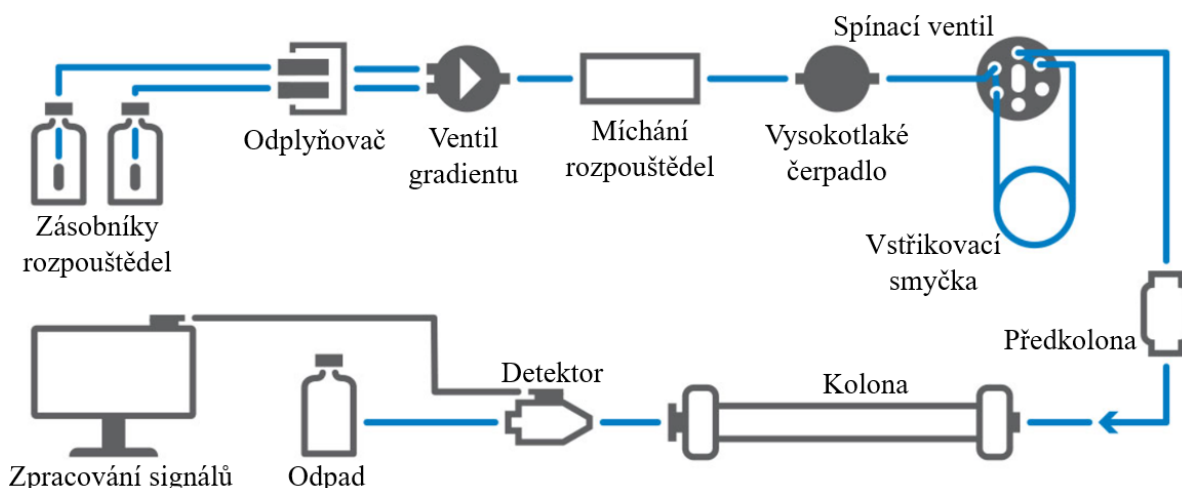 Spínací ventil
Odplyňovač
Ventil
gradientu
Míchání
rozpouštědel
Vysokotlaké
čerpadlo
Zásobníky
rozpouštědel
Vstřikovací
smyčka
Předkolona
Detektor
Kolona
Zpracování signálů
Odpad